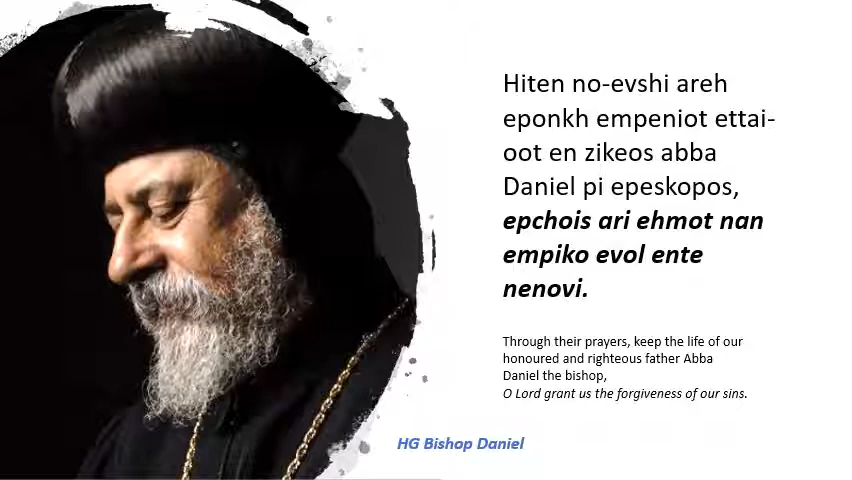 Hiten no-evshi areh
eponkh empeniot ettai-
oot en zikeos abba
Daniel pi epeskopos,
epchois ari ehmot nan
empiko evol ente
nenovi.
Through their prayers, keep the life of our
honoured and righteous father Abba
Daniel the bishop,
O Lord grant us the forgiveness of our sins.
HG Bishop Daniel